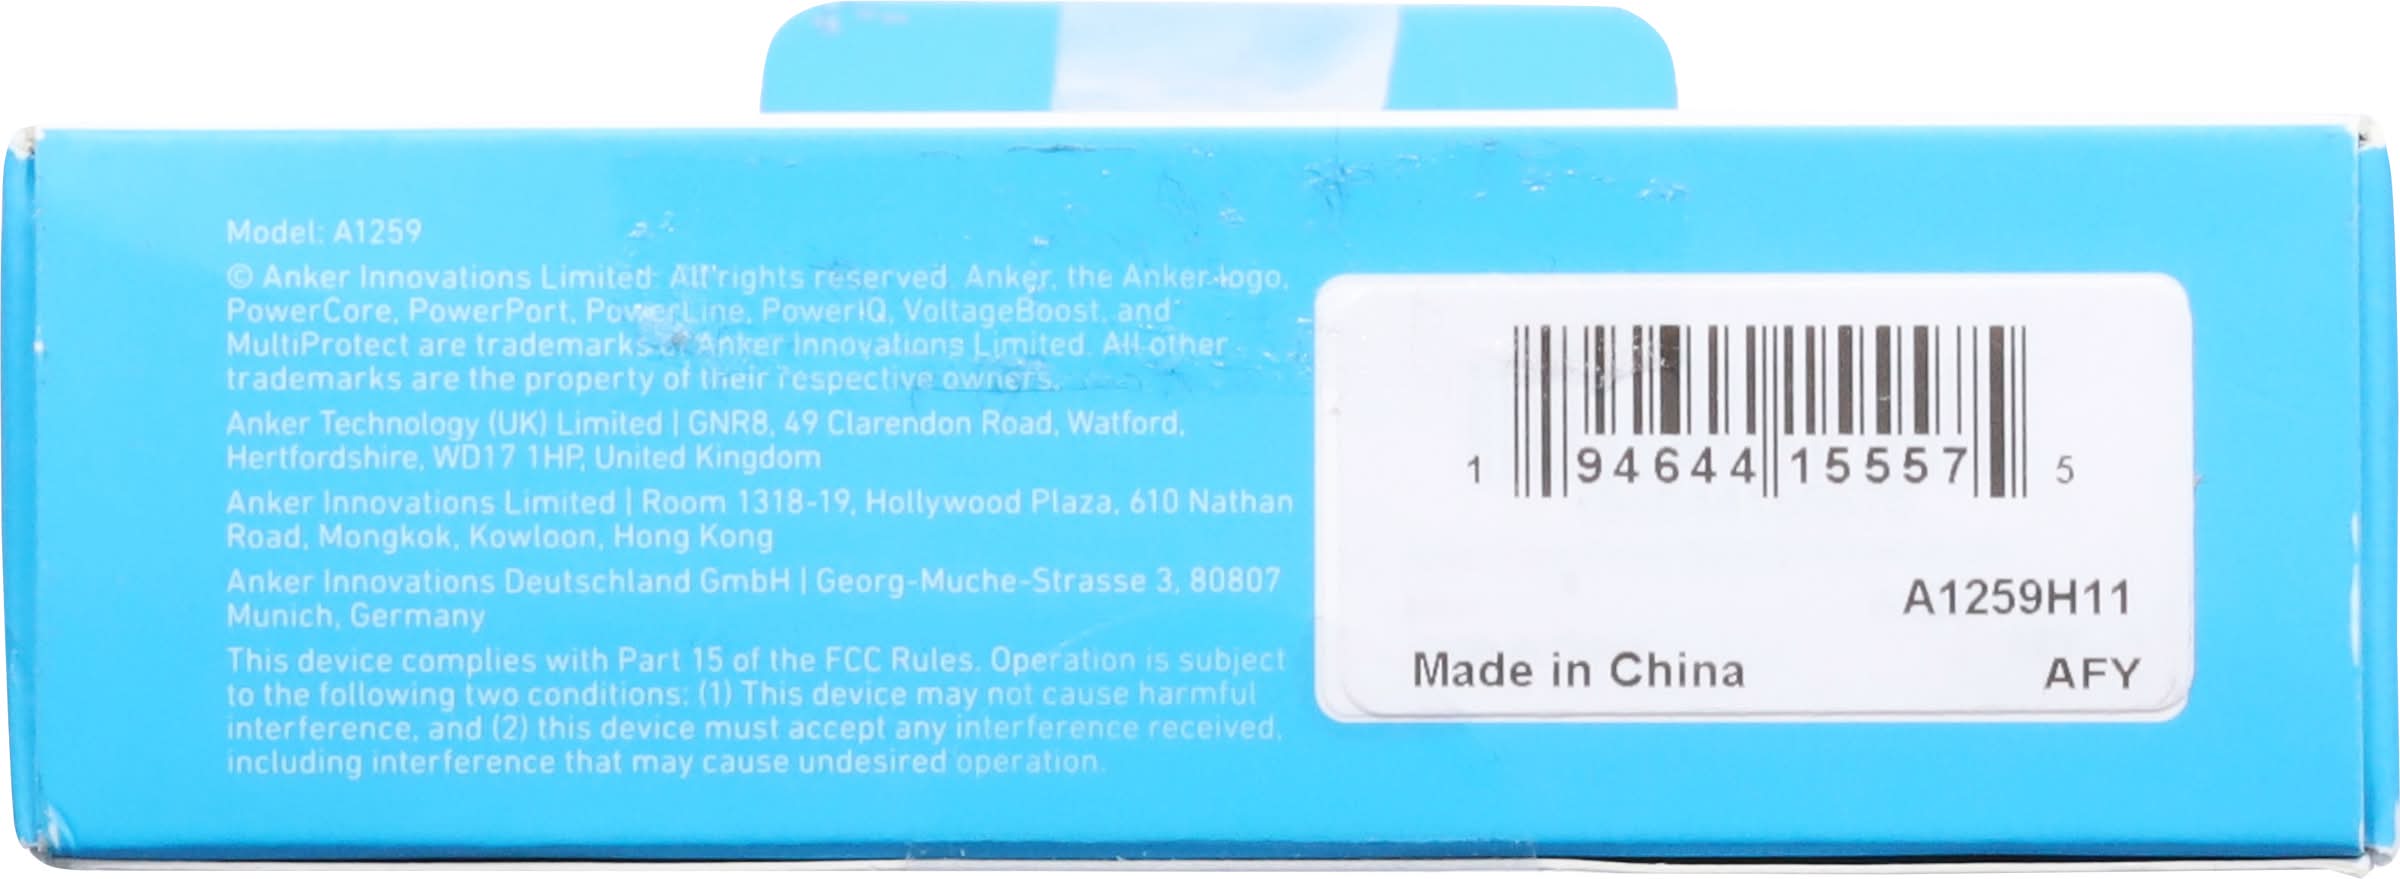 Model: A1259
© Anker Innovations Limited. All rights reserved. Anker, the Anker logo,
PowerCore, PowerPort, PowerLine, PowerIQ, VoltageBoost, and
MultiProtect are trademarks of Anker Innovations Limited. All other
trademarks are the property of their respective owners.
Anker Technology (UK) Limited | GNR8, 49 Clarendon Road, Watford,
Hertfordshire, WD17 1HP, United Kingdom
Anker Innovations Limited | Room 1318-19, Hollywood Plaza, 610 Nathan
Road, Mongkok, Kowloon, Hong Kong
Anker Innovations Deutschland GmbH | Georg-Muche-Strasse 3, 80807
Munich, Germany
This device complies with Part 15 of the FCC Rules. Operation is subject
to the following two conditions: (1) This device may not cause harmful
interference, and (2) this device must accept any interference received,
including interference that may cause undesired operation.
1 94644 15557 5
A1259H11
Made in China AFY